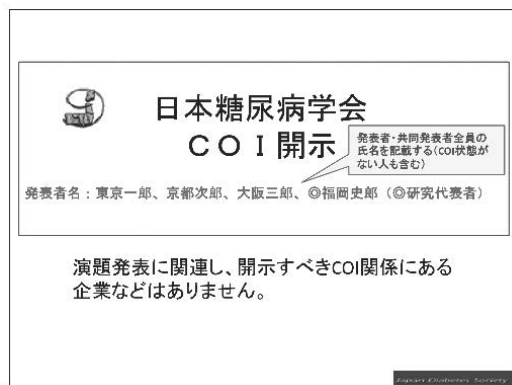 日本糖尿病学会
ＣＯＩ開示
発表者・共同発表者全員の
氏名を記載する(COI状態が
ない人も含む)
発表者名：東京一郎、京都次郎、大阪三郎、◎福岡史郎（◎研究代表者）
演題発表に関連し、開示すべきCOI関係にある
企業などはありません。
Japan Diabetes Society